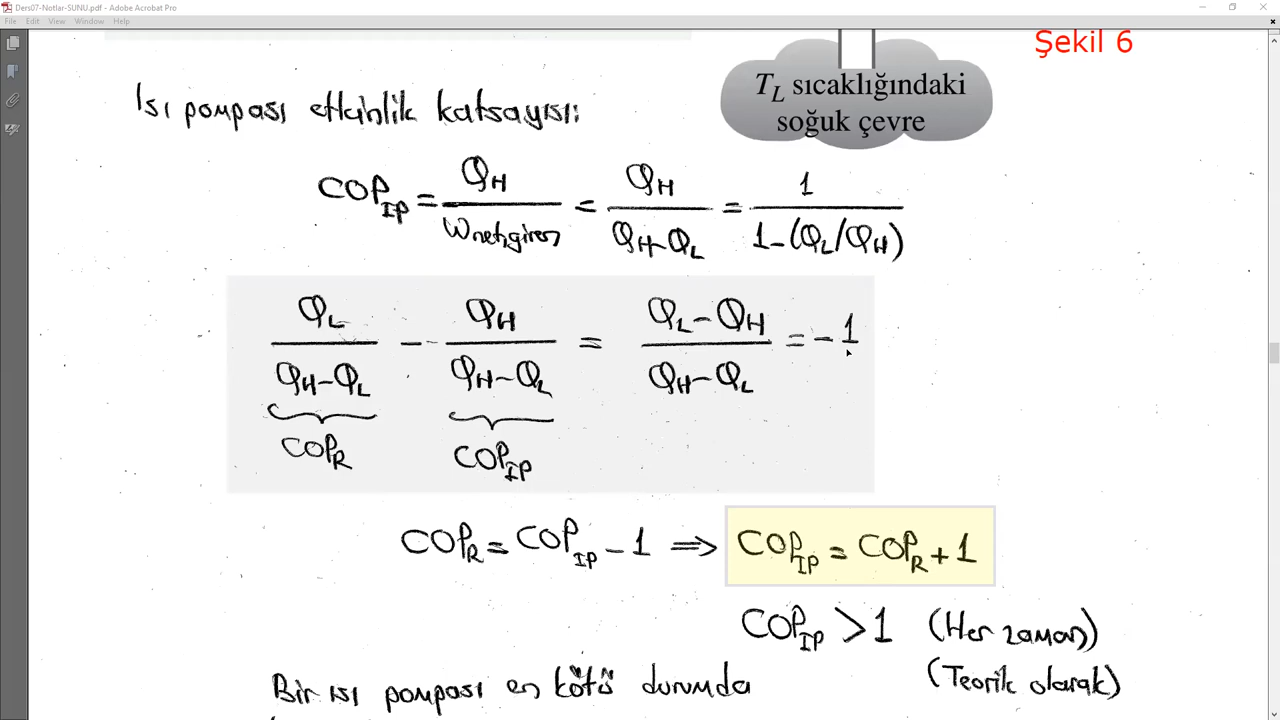 Ders07-Notlar-SUNU.pdf - Adobe Acrobat Pro
File Edit View Window Help
Şekil 6
T_L sıcaklığındaki
soğuk çevre
Isı pompası etkinlik katsayısı:
COP_IP = Q_H / W_net,giren = Q_H / (Q_H - Q_L) = 1 / (1 - (Q_L/Q_H))
Q_L / (Q_H - Q_L) - Q_H / (Q_H - Q_L) = (Q_L - Q_H) / (Q_H - Q_L) = -1
COP_R COP_IP
COP_R = COP_IP - 1 ⇒ COP_IP = COP_R + 1
COP_IP > 1 (Her zaman)
(Teorik olarak)
Bir ısı pompası en kötü durumda